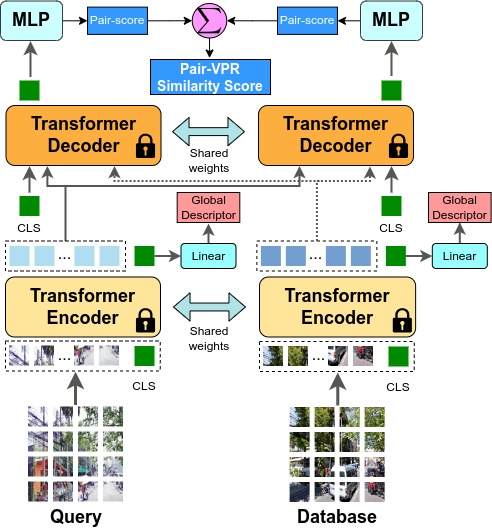 MLP
Pair-score
Σ
Pair-score
MLP
Pair-VPR
Similarity Score
Transformer
Decoder
Shared
weights
Transformer
Decoder
CLS
Global
Descriptor
CLS
Global
Descriptor
...
Linear
...
Linear
Transformer
Encoder
Shared
weights
Transformer
Encoder
...
CLS
...
CLS
Query
Database